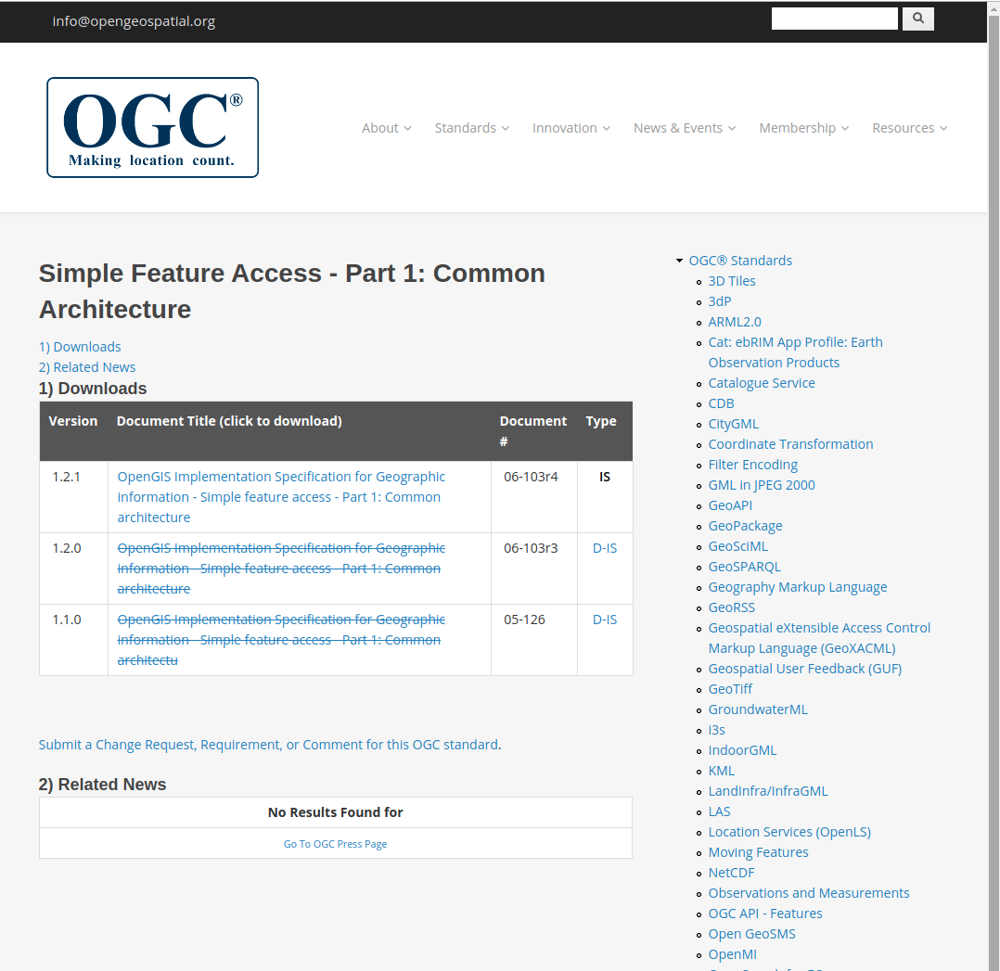 info@opengeospatial.org
OGC®
Making location count.
About Standards Innovation News & Events Membership Resources
Simple Feature Access - Part 1: Common
Architecture
1) Downloads
2) Related News
1) Downloads
Version Document Title (click to download) Document
# Type
1.2.1 OpenGIS Implementation Specification for Geographic
information - Simple feature access - Part 1: Common
architecture 06-103r4 IS
1.2.0 OpenGIS Implementation Specification for Geographic
information - Simple feature access - Part 1: Common
architecture 06-103r3 D-IS
1.1.0 OpenGIS Implementation Specification for Geographic
information - Simple feature access - Part 1: Common
architectu 05-126 D-IS
Submit a Change Request, Requirement, or Comment for this OGC standard.
2) Related News
No Results Found for
Go To OGC Press Page
OGC® Standards
3D Tiles
3dP
ARML2.0
Cat: ebRIM App Profile: Earth
Observation Products
Catalogue Service
CDB
CityGML
Coordinate Transformation
Filter Encoding
GML in JPEG 2000
GeoAPI
GeoPackage
GeoSciML
GeoSPARQL
Geography Markup Language
GeoRSS
Geospatial eXtensible Access Control
Markup Language (GeoXACML)
Geospatial User Feedback (GUF)
GeoTiff
GroundwaterML
i3s
IndoorGML
KML
LandInfra/InfraGML
LAS
Location Services (OpenLS)
Moving Features
NetCDF
Observations and Measurements
OGC API - Features
Open GeoSMS
OpenMI